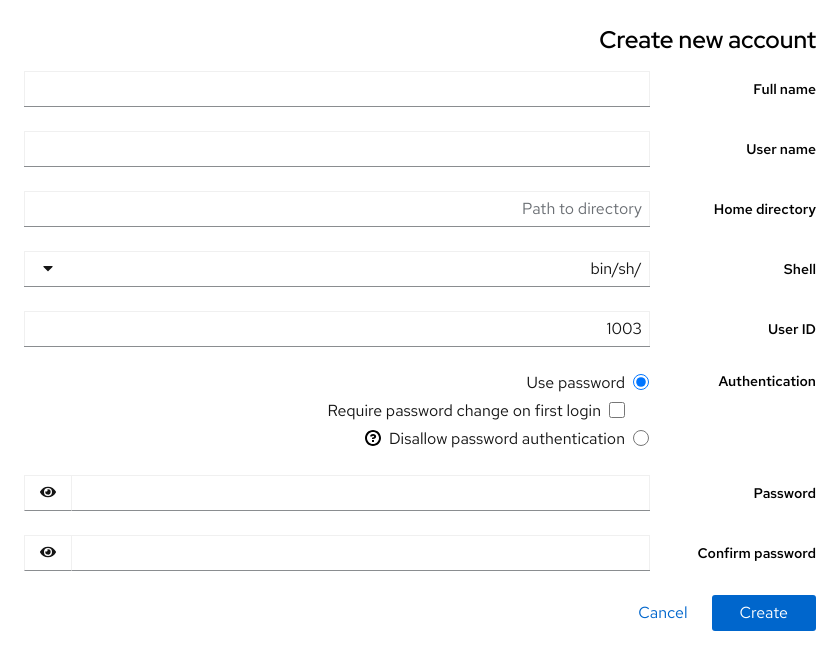 Create new account
Full name
User name
Home directory
Path to directory
Shell
bin/sh/
User ID
1003
Authentication
Use password
Require password change on first login
Disallow password authentication
Password
Confirm password
Create
Cancel